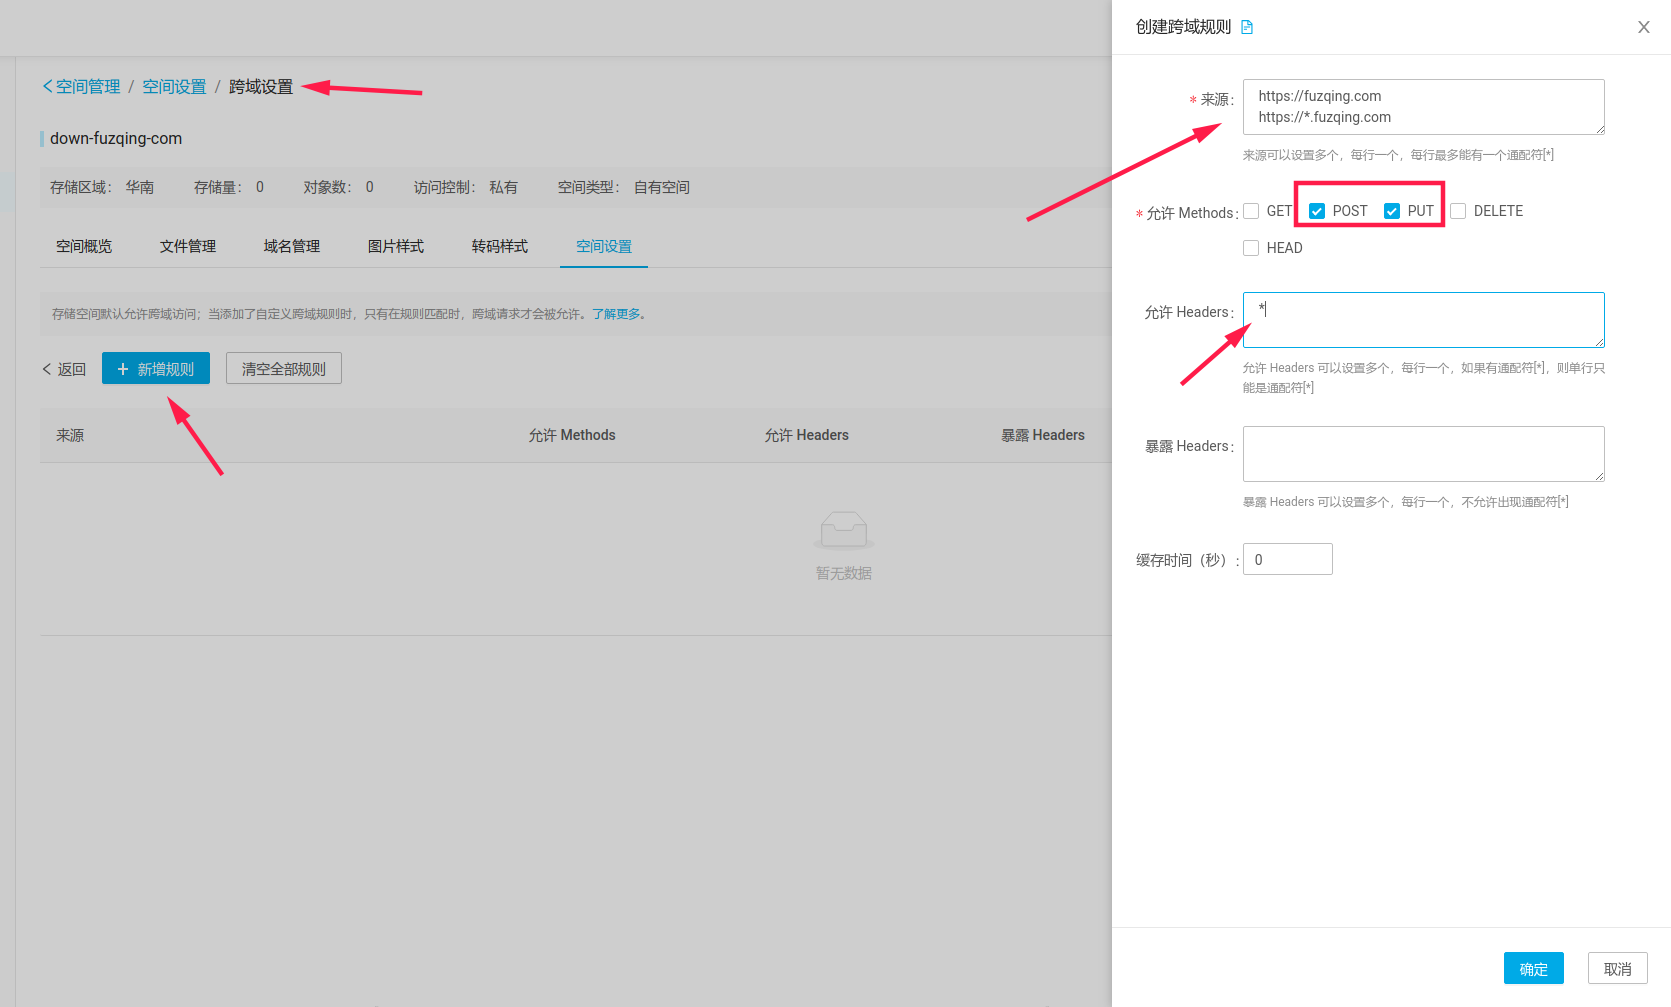 空间管理 / 空间设置 / 跨域设置
down-fuzqing-com
存储区域： 华南 存储量： 0 对象数： 0 访问控制： 私有 空间类型： 自有空间
空间概览 文件管理 域名管理 图片样式 转码样式 空间设置
存储空间默认允许跨域访问；当添加了自定义跨域规则时，只有在规则匹配时，跨域请求才会被允许。了解更多。
返回 + 新增规则 清空全部规则
来源 允许 Methods 允许 Headers 暴露 Headers
暂无数据
创建跨域规则
* 来源：
https://fuzqing.com
https://*.fuzqing.com
来源可以设置多个，每行一个，每行最多能有一个通配符[*]
* 允许 Methods： GET POST PUT DELETE
HEAD
允许 Headers： *
允许 Headers 可以设置多个，每行一个，如果有通配符[*]，则单行只
能是通配符[*]
暴露 Headers：
暴露 Headers 可以设置多个，每行一个，不允许出现通配符[*]
缓存时间（秒）： 0
确定 取消